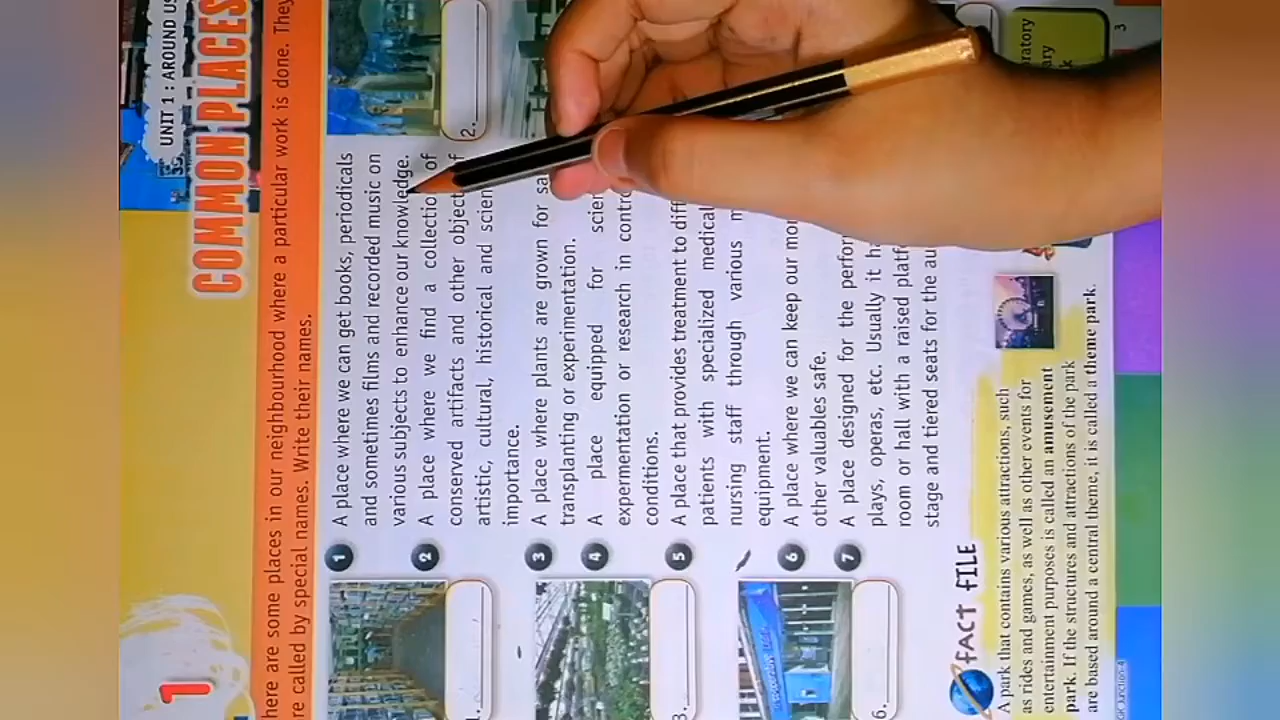 UNIT 1 : AROUND US
1
COMMON PLACES
here are some places in our neighbourhood where a particular work is done. They
re called by special names. Write their names.
1 A place where we can get books, periodicals
and sometimes films and recorded music on
various subjects to enhance our knowledge.
2 A place where we find a collection of
conserved artifacts and other object f
artistic, cultural, historical and scien
importance.
3 A place where plants are grown for sa
transplanting or experimentation.
4 A place equipped for scien
expermentation or research in contro
conditions.
5 A place that provides treatment to diff
patients with specialized medical
nursing staff through various m
equipment.
6 A place where we can keep our mon
other valuables safe.
7 A place designed for the perfor
plays, operas, etc. Usually it ha
room or hall with a raised platf
stage and tiered seats for the au
1.
2.
3.
6.
ratory
ary
k
FACT FILE
A park that contains various attractions, such
as rides and games, as well as other events for
entertainment purposes is called an amusement
park. If the structures and attractions of the park
are based around a central theme, it is called a theme park.
3